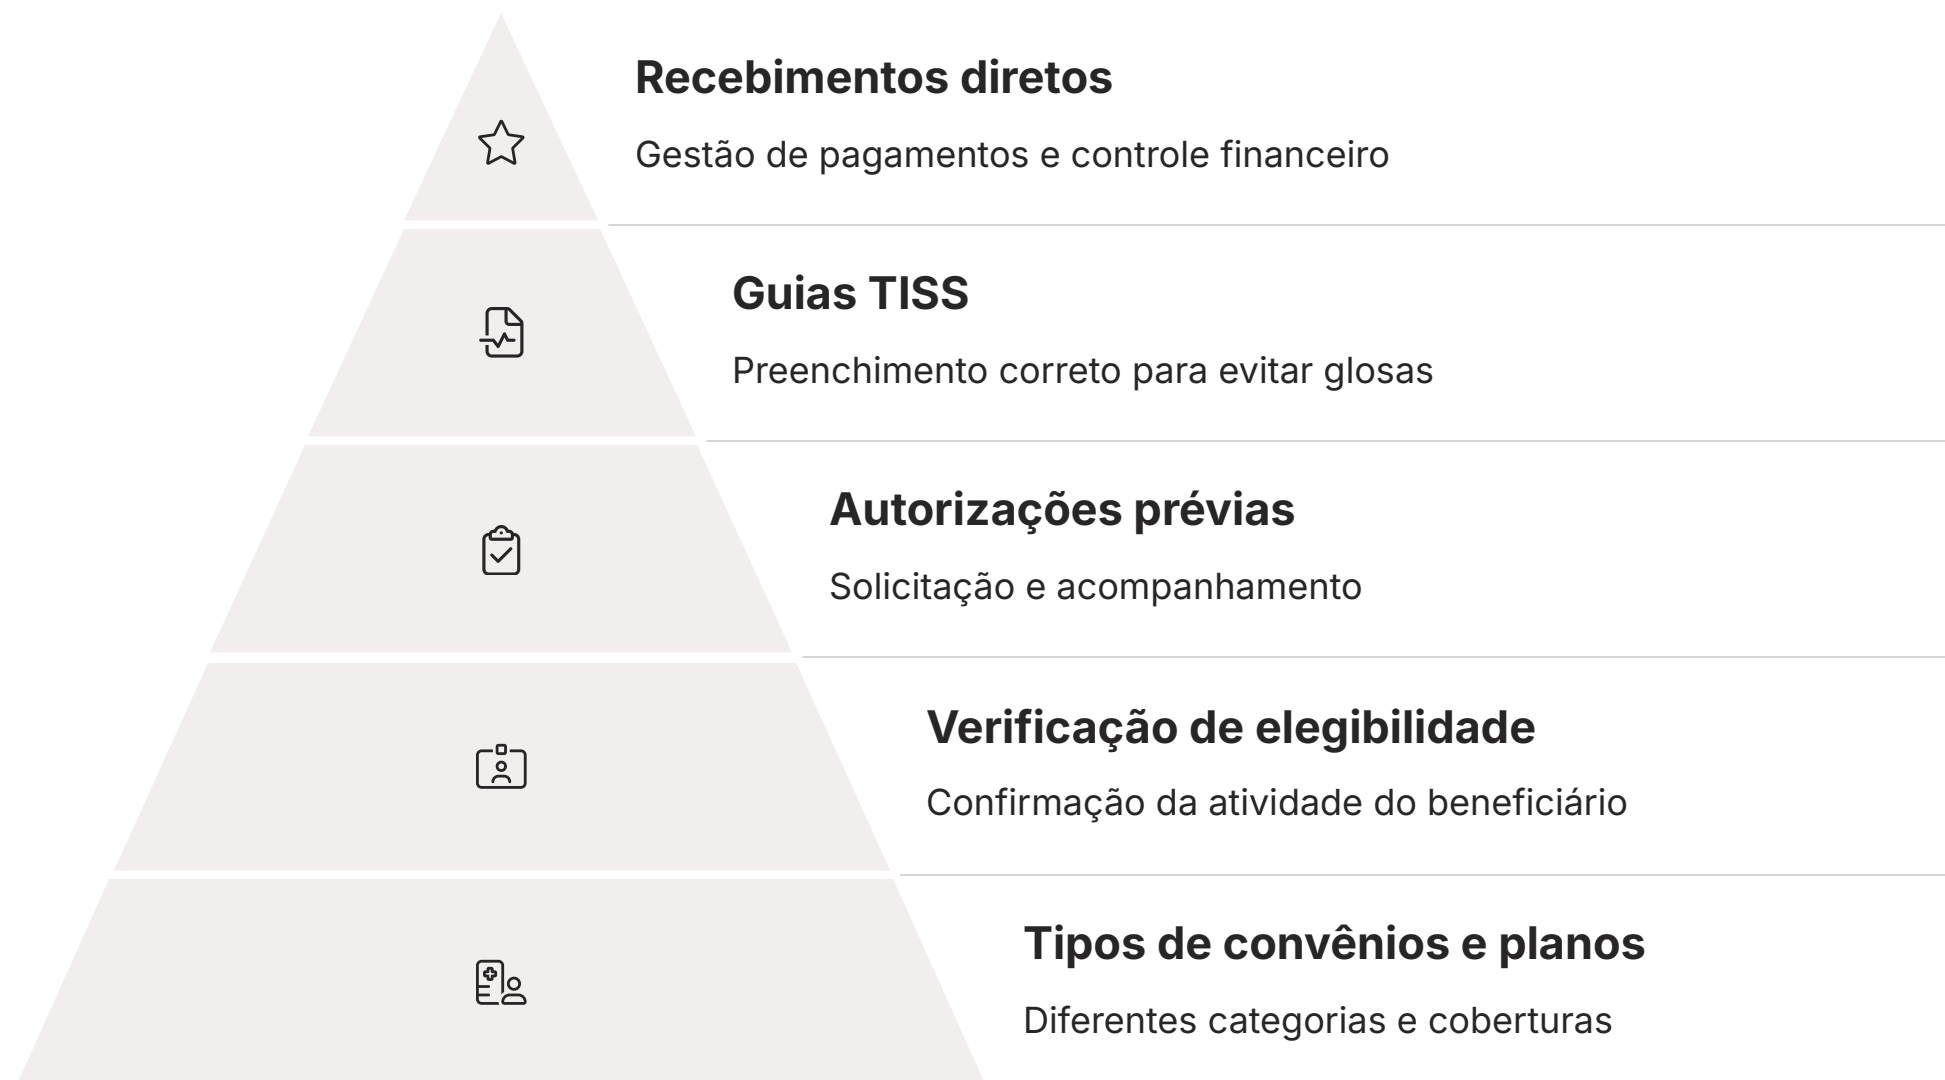 Recebimentos diretos
Gestão de pagamentos e controle financeiro
Guias TISS
Preenchimento correto para evitar glosas
Autorizações prévias
Solicitação e acompanhamento
Verificação de elegibilidade
Confirmação da atividade do beneficiário
Tipos de convênios e planos
Diferentes categorias e coberturas